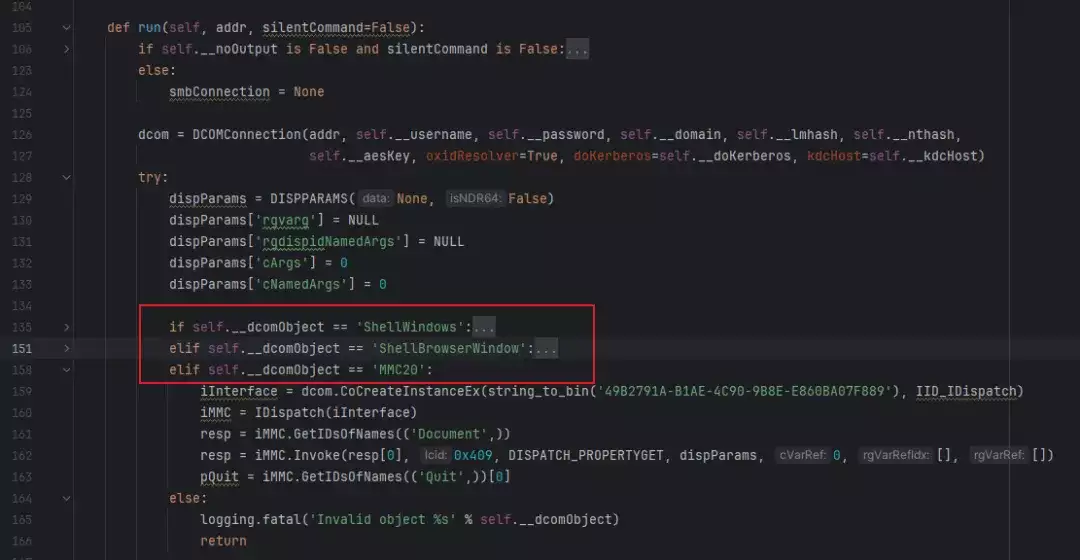 104
105 def run(self, addr, silentCommand=False):
106 if self.__noOutput is False and silentCommand is False:...
123 else:
124 smbConnection = None
125
126 dcom = DCOMConnection(addr, self.__username, self.__password, self.__domain, self.__lmhash, self.__nthash,
127 self.__aesKey, oxidResolver=True, doKerberos=self.__doKerberos, kdcHost=self.__kdcHost)
128 try:
129 dispParams = DISPPARAMS( data: None, isNDR64: False)
130 dispParams['rgvarg'] = NULL
131 dispParams['rgdispidNamedArgs'] = NULL
132 dispParams['cArgs'] = 0
133 dispParams['cNamedArgs'] = 0
134
135 if self.__dcomObject == 'ShellWindows':...
151 elif self.__dcomObject == 'ShellBrowserWindow':...
158 elif self.__dcomObject == 'MMC20':
159 iInterface = dcom.CoCreateInstanceEx(string_to_bin('49B2791A-B1AE-4C90-9B8E-E860BA07F889'), IID_IDispatch)
160 iMMC = IDispatch(iInterface)
161 resp = iMMC.GetIDsOfNames(('Document',))
162 resp = iMMC.Invoke(resp[0], lcid: 0x409, DISPATCH_PROPERTYGET, dispParams, cVarRef: 0, rgVarRefIdx: [], rgVarRef: [])
163 pQuit = iMMC.GetIDsOfNames(('Quit',))[0]
164 else:
165 logging.fatal('Invalid object %s' % self.__dcomObject)
166 return